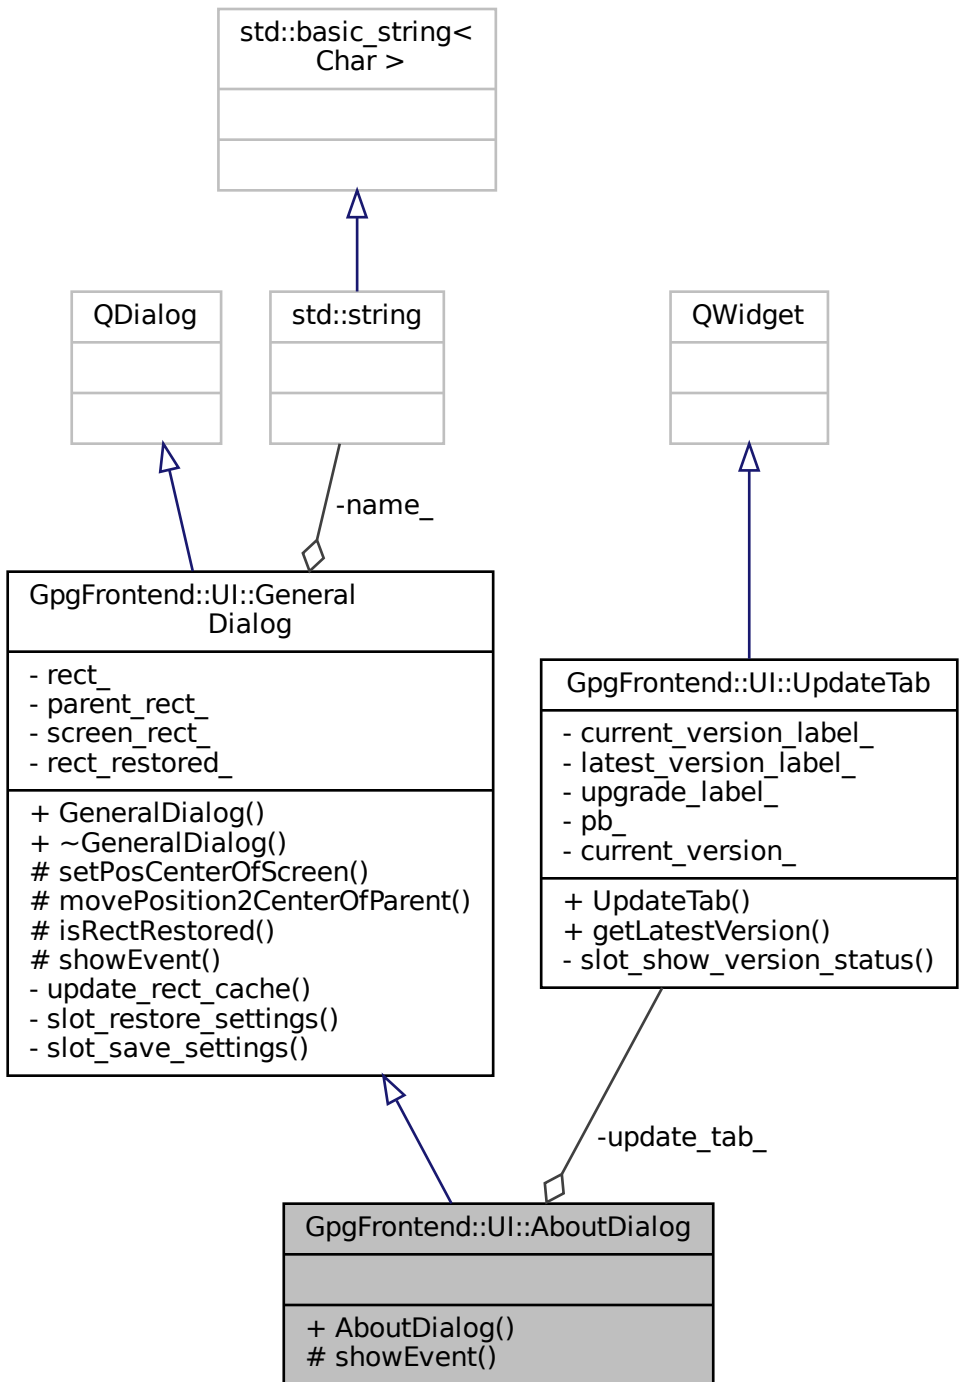 std::basic_string<
Char >
QDialog
std::string
QWidget
-name_
GpgFrontend::UI::General
Dialog
- rect_
- parent_rect_
- screen_rect_
- rect_restored_
+ GeneralDialog()
+ ~GeneralDialog()
# setPosCenterOfScreen()
# movePosition2CenterOfParent()
# isRectRestored()
# showEvent()
- update_rect_cache()
- slot_restore_settings()
- slot_save_settings()
GpgFrontend::UI::UpdateTab
- current_version_label_
- latest_version_label_
- upgrade_label_
- pb_
- current_version_
+ UpdateTab()
+ getLatestVersion()
- slot_show_version_status()
-update_tab_
GpgFrontend::UI::AboutDialog
+ AboutDialog()
# showEvent()